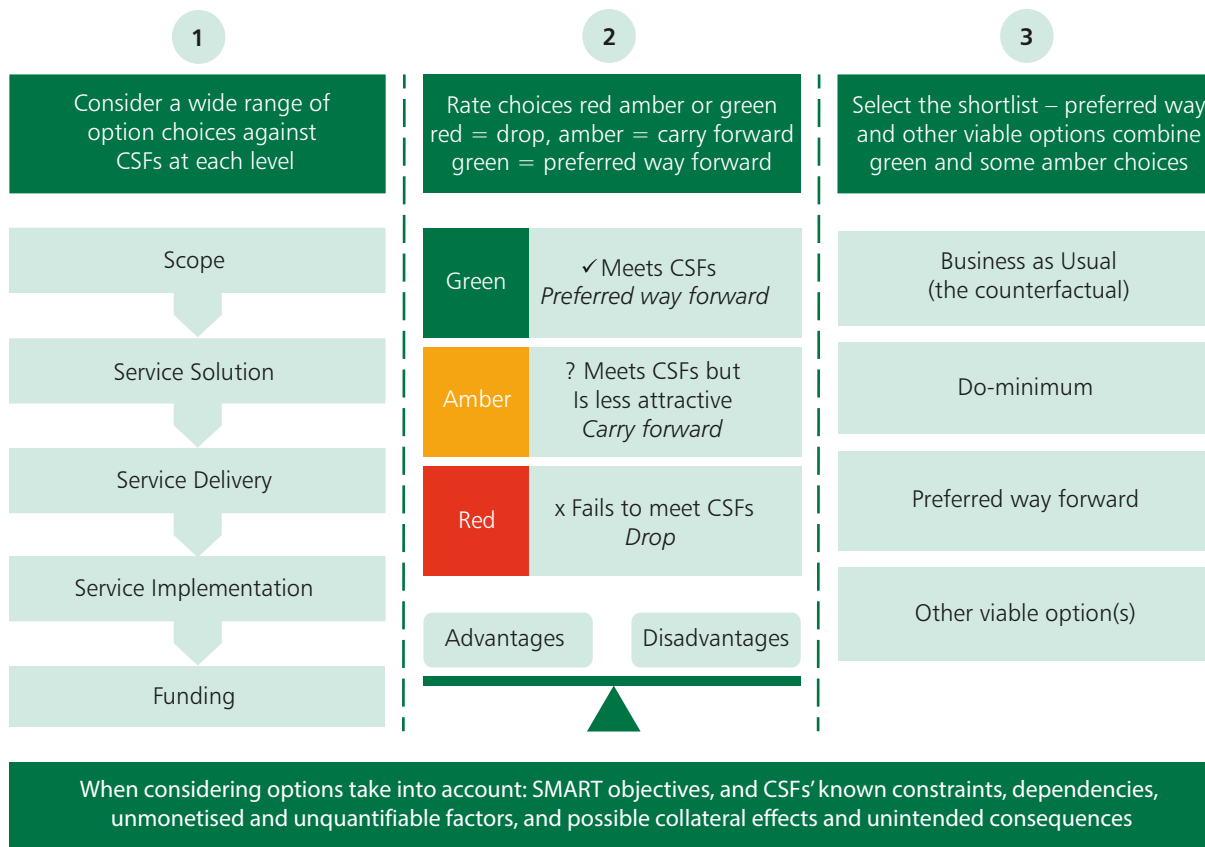 1
Consider a wide range of
option choices against
CSFs at each level
Scope
Service Solution
Service Delivery
Service Implementation
Funding
2
Rate choices red amber or green
red = drop, amber = carry forward
green = preferred way forward
Green
✓ Meets CSFs
Preferred way forward
Amber
? Meets CSFs but
Is less attractive
Carry forward
Red
x Fails to meet CSFs
Drop
Advantages
Disadvantages
3
Select the shortlist – preferred way
and other viable options combine
green and some amber choices
Business as Usual
(the counterfactual)
Do-minimum
Preferred way forward
Other viable option(s)
When considering options take into account: SMART objectives, and CSFs’ known constraints, dependencies,
unmonetised and unquantifiable factors, and possible collateral effects and unintended consequences